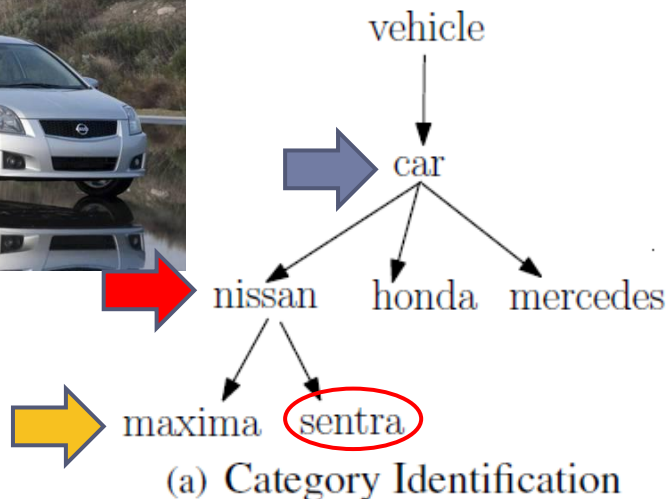 vehicle
car
nissan honda mercedes
maxima sentra
(a) Category Identification